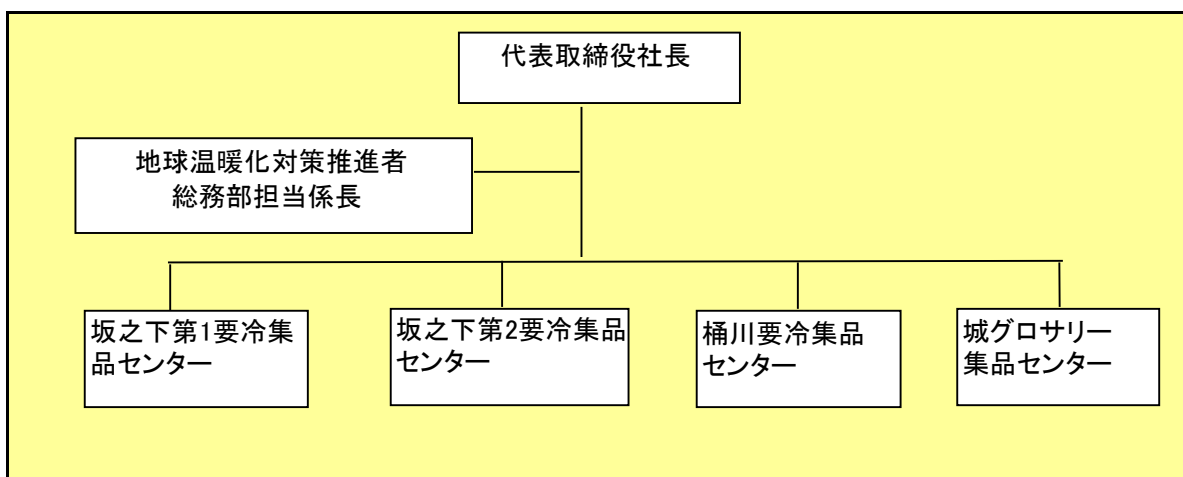 代表取締役社長
地球温暖化対策推進者
総務部担当係長
坂之下第1要冷集
品センター
坂之下第2要冷集品
センター
桶川要冷集品
センター
城グロサリー
集品センター